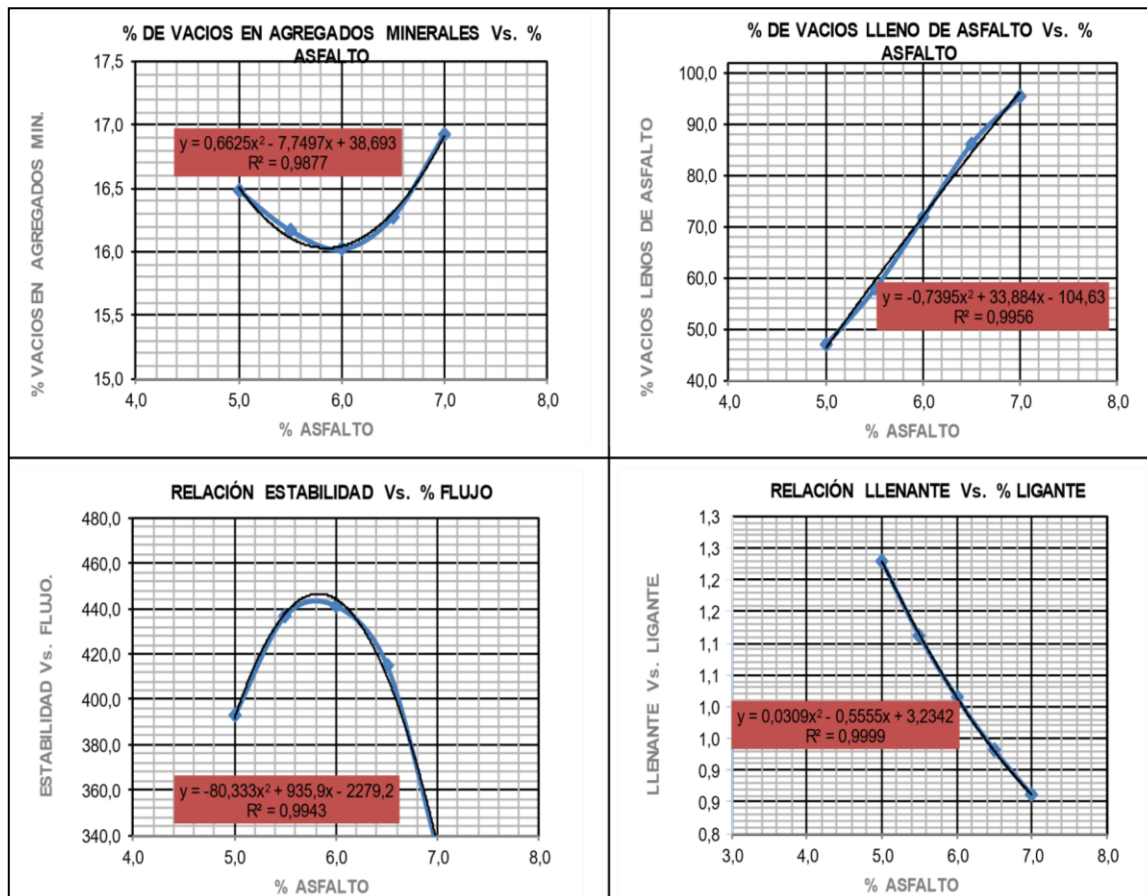 % DE VACIOS EN AGREGADOS MINERALES Vs. %
ASFALTO
% VACIOS EN AGREGADOS MIN.
17,5
17,0
16,5
16,0
15,5
15,0
y = 0,6625x² - 7,7497x + 38,693
R² = 0,9877
4,0 5,0 6,0 7,0 8,0
% ASFALTO
% DE VACIOS LLENO DE ASFALTO Vs. %
ASFALTO
% VACIOS LENOS DE ASFALTO
100,0
90,0
80,0
70,0
60,0
50,0
40,0
y = -0,7395x² + 33,884x - 104,63
R² = 0,9956
4,0 5,0 6,0 7,0 8,0
% ASFALTO
RELACIÓN ESTABILIDAD Vs. % FLUJO
ESTABILIDAD Vs. FLUJO.
480,0
460,0
440,0
420,0
400,0
380,0
360,0
340,0
y = -80,333x² + 935,9x - 2279,2
R² = 0,9943
4,0 5,0 6,0 7,0 8,0
% ASFALTO
RELACIÓN LLENANTE Vs. % LIGANTE
LLENANTE Vs. LIGANTE.
1,3
1,3
1,2
1,2
1,1
1,1
1,0
1,0
0,9
0,9
0,8
y = 0,0309x² - 0,5555x + 3,2342
R² = 0,9999
3,0 4,0 5,0 6,0 7,0 8,0
% ASFALTO